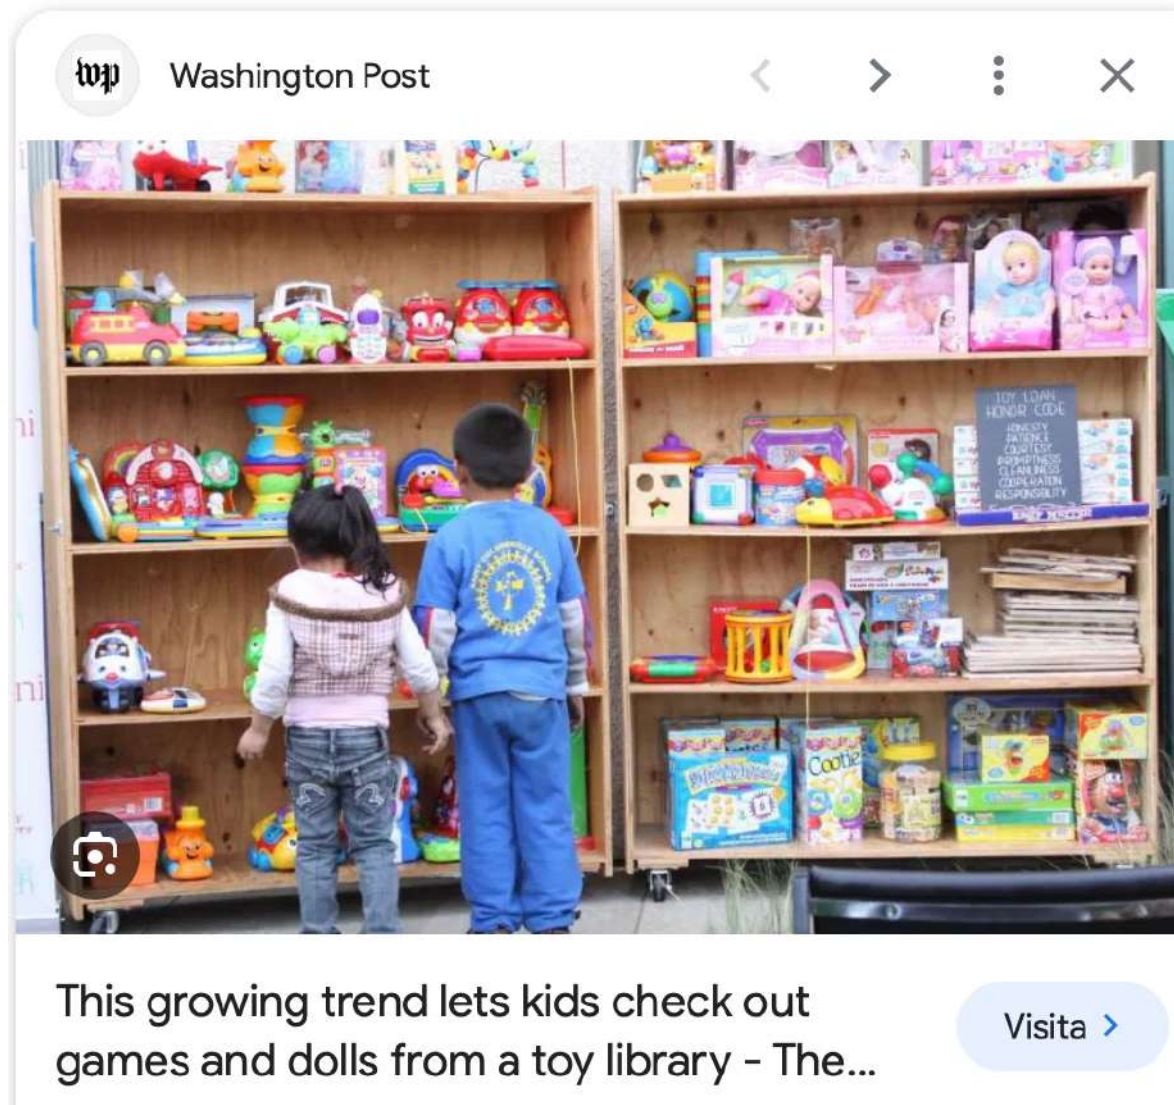 wp
Washington Post
TOY LOAN
HONOR CODE
HONESTY
PATIENCE
COURTESY
PROMPTNESS
CLEANLINESS
COOPERATION
RESPONSIBILITY
Cootie
This growing trend lets kids check out
games and dolls from a toy library - The...
Visita